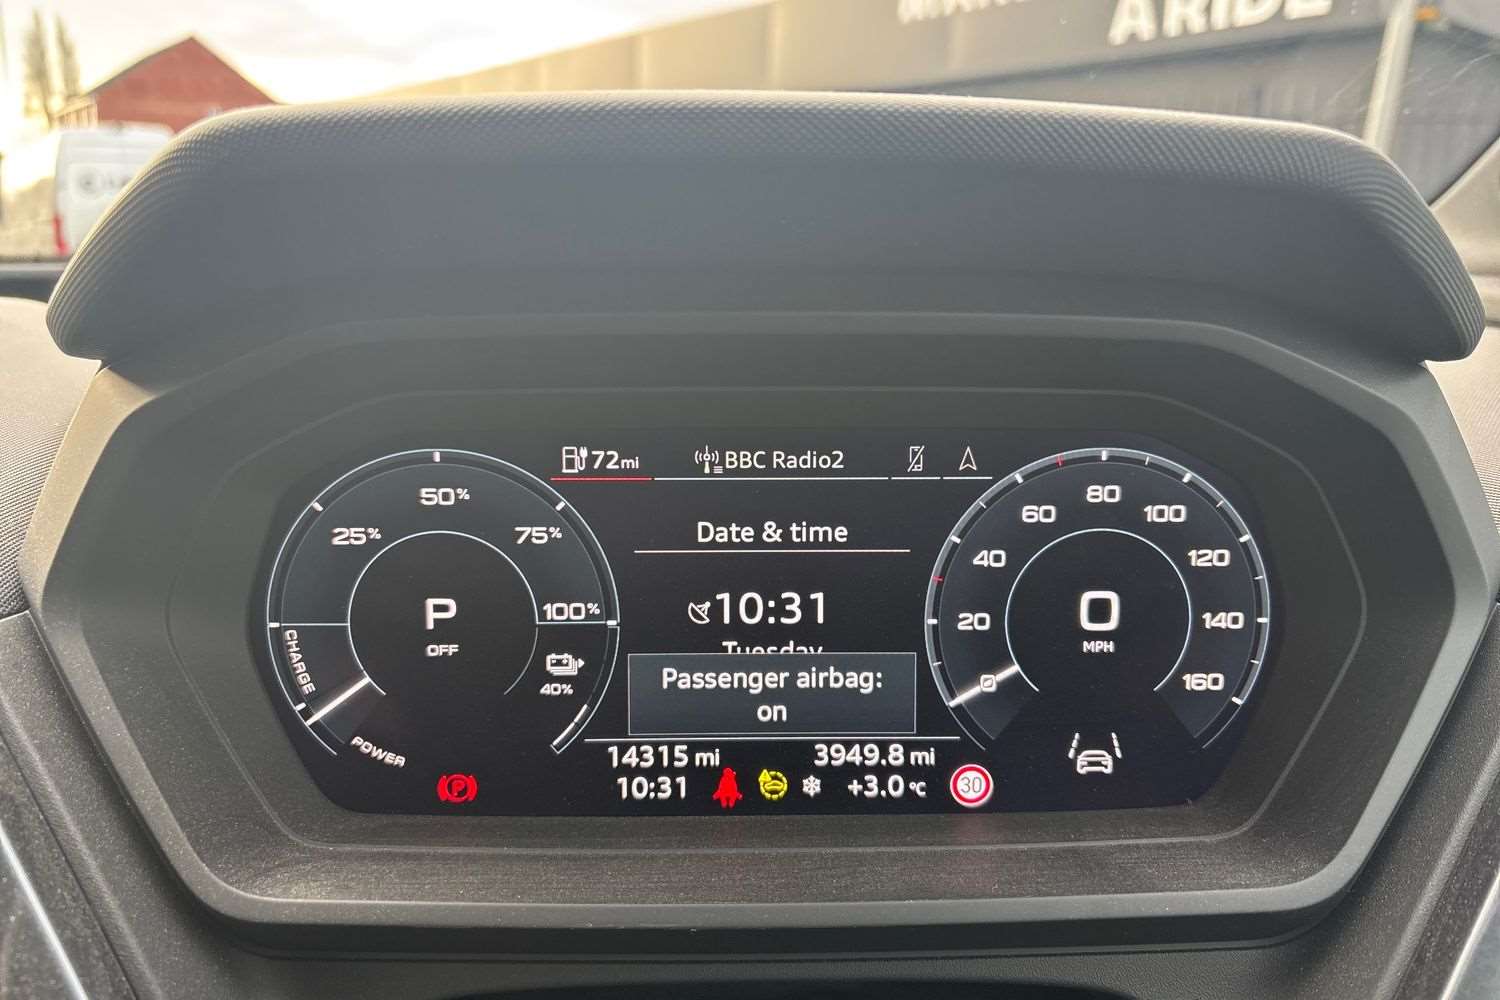 ARIDE
72mi
BBC Radio2
50%
25%
75%
100%
P
OFF
CHARGE
POWER
40%
Date & time
10:31
Tuesday
Passenger airbag:
on
14315 mi
3949.8 mi
10:31
+3.0 °C
30
P
20
40
60
80
100
120
140
160
0
MPH